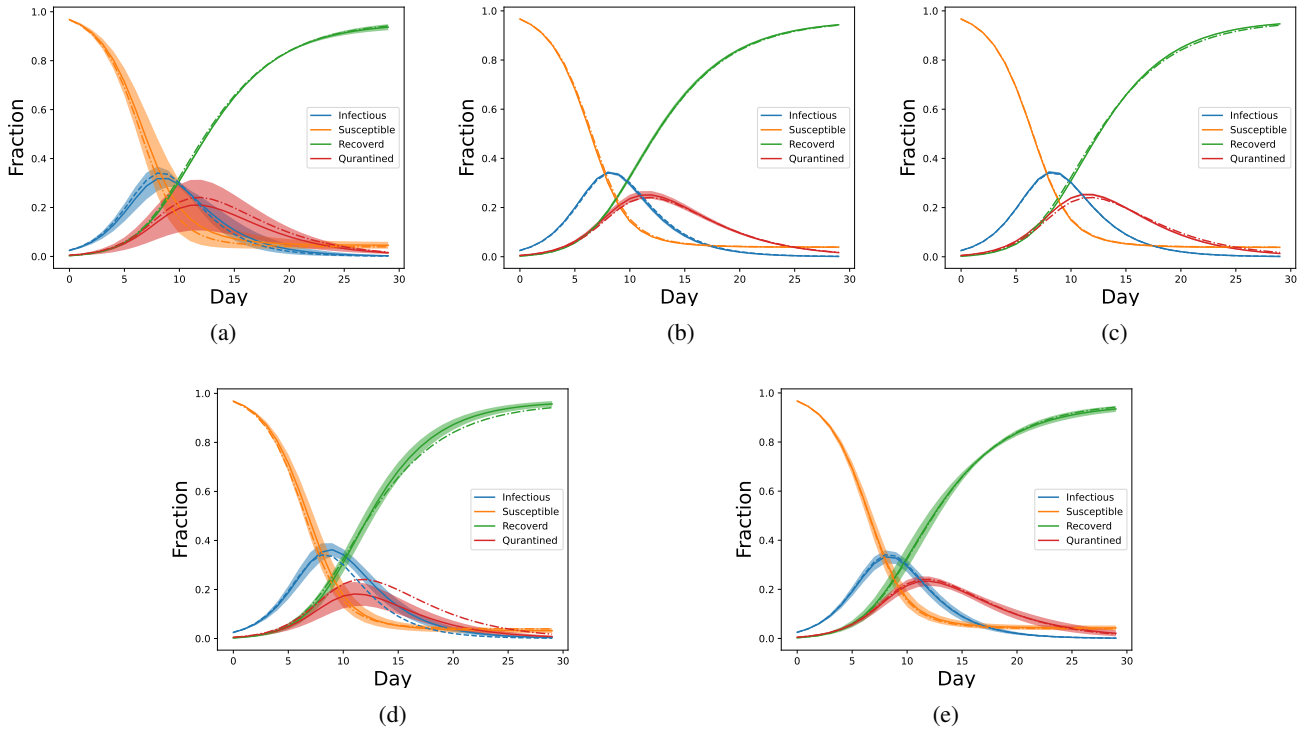 1.0
0.8
0.6
0.4
0.2
0.0
Fraction
Infectious
Susceptible
Recoverd
Qurantined
0 5 10 15 20 25 30
Day
(a)
1.0
0.8
0.6
0.4
0.2
0.0
Fraction
Infectious
Susceptible
Recoverd
Qurantined
0 5 10 15 20 25 30
Day
(b)
1.0
0.8
0.6
0.4
0.2
0.0
Fraction
Infectious
Susceptible
Recoverd
Qurantined
0 5 10 15 20 25 30
Day
(c)
1.0
0.8
0.6
0.4
0.2
0.0
Fraction
Infectious
Susceptible
Recoverd
Qurantined
0 5 10 15 20 25 30
Day
(d)
1.0
0.8
0.6
0.4
0.2
0.0
Fraction
Infectious
Susceptible
Recoverd
Qurantined
0 5 10 15 20 25 30
Day
(e)